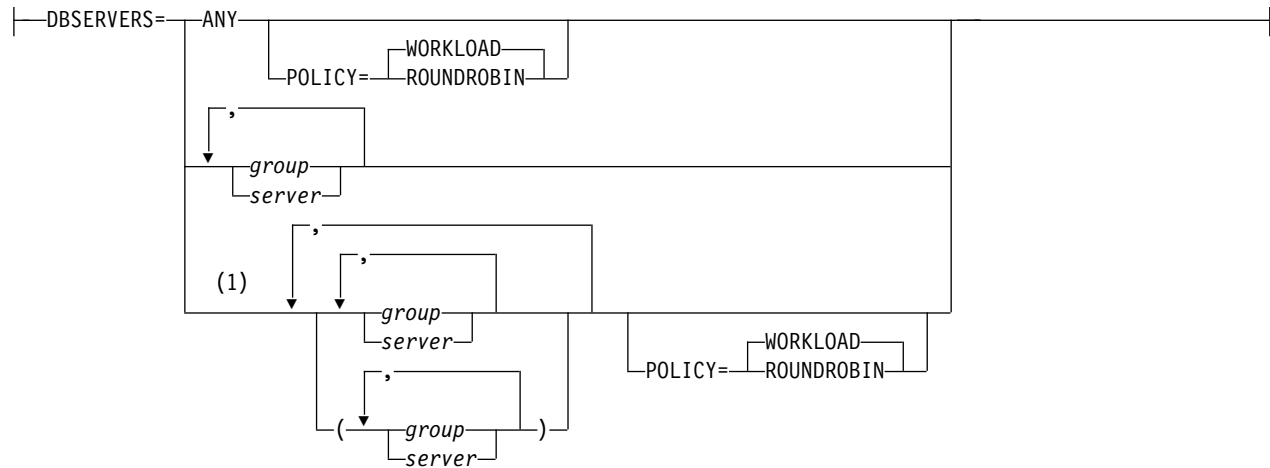 DBSERVERS= ANY
WORKLOAD
POLICY= ROUNDROBIN
,
group
server
,
,
(1)
group
server
WORKLOAD
POLICY= ROUNDROBIN
,
( group )
server